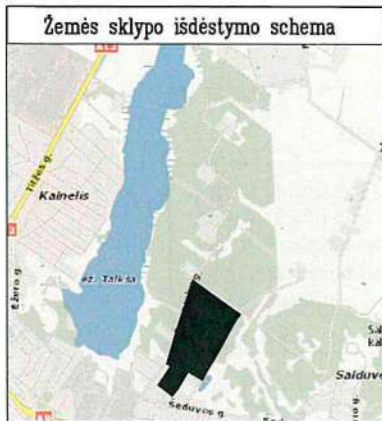 Žemės sklypo išdėstymo schema
Tilžės g.
Kainelis
ež. Talkša
g.
Ežero g.
Salduvė
Šeduvos g.